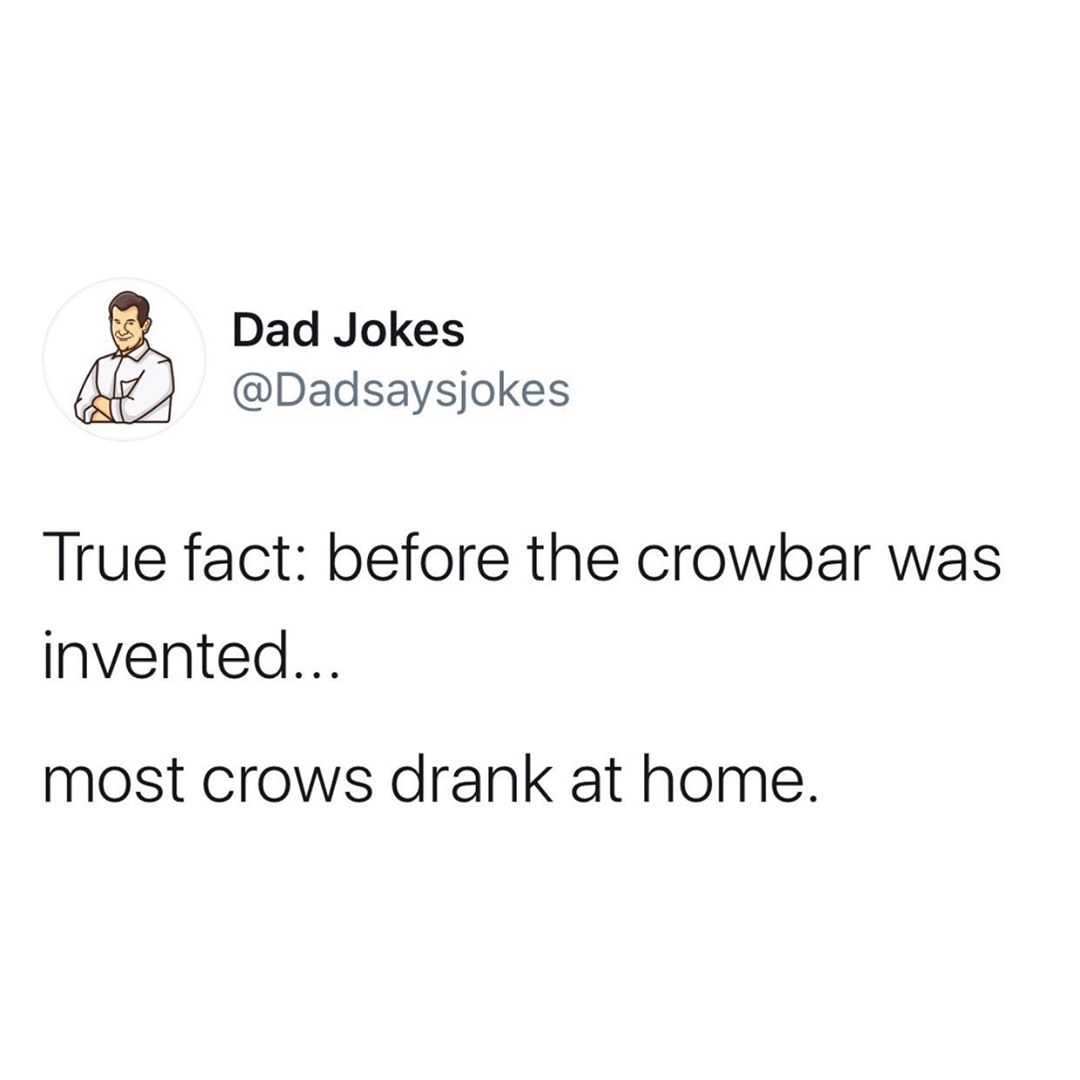 Dad Jokes
@Dadsaysjokes
True fact: before the crowbar was
invented...
most crows drank at home.